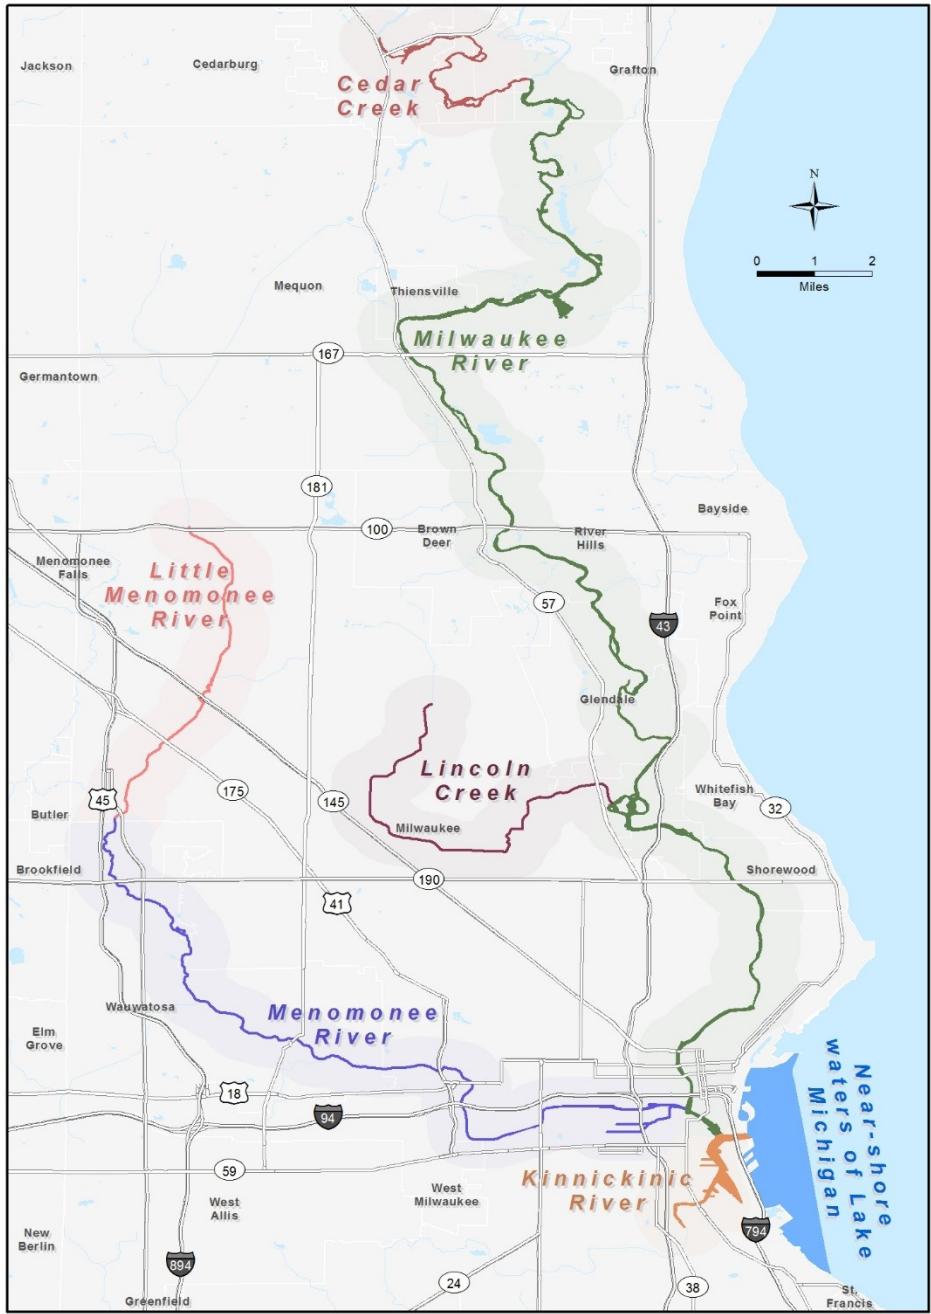 Jackson
Cedarburg
Grafton
Cedar
Creek
N
0 1 2
Miles
Mequon
Thiensville
Milwaukee
River
167
Germantown
181
Bayside
100
Brown
Deer
River
Hills
Menomonee
Falls
Little
Menomonee
River
57
Fox
Point
43
Glendale
Lincoln
Creek
45
175
145
Whitefish
Bay
32
Butler
Milwaukee
Brookfield
190
Shorewood
41
Wauwatosa
Menomonee
River
Elm
Grove
18
94
Near-shore
waters of Lake
Michigan
59
Kinnickinic
River
West
Allis
West
Milwaukee
New
Berlin
794
894
24
38
St.
Francis
Greenfield